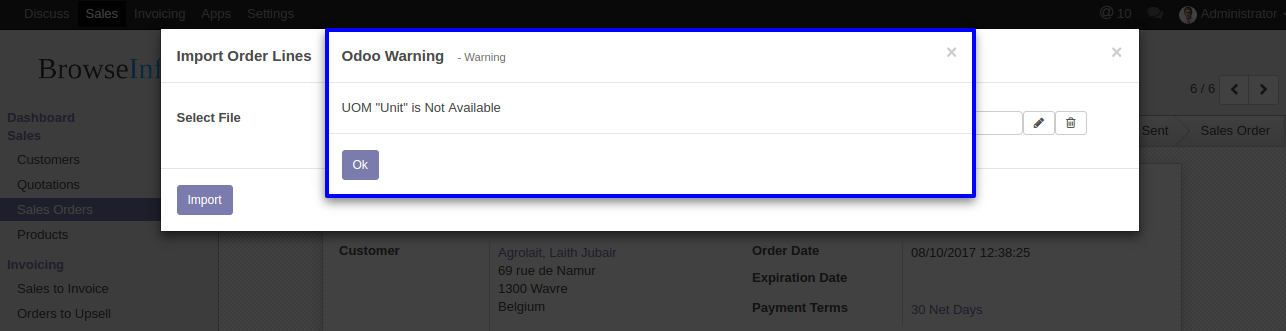 Discuss Sales Invoicing Apps Settings @ 10 Administrator
BrowseInf
Import Order Lines
Odoo Warning - Warning × ×
6 / 6
UOM "Unit" is Not Available
Select File
Dashboard
Sales
Sent Sales Order
Customers
Ok
Quotations
Import
Sales Orders
Products
Customer Agrolait, Laith Jubair Order Date 08/10/2017 12:38:25
69 rue de Namur
Invoicing
Expiration Date
Sales to Invoice 1300 Wavre
Belgium Payment Terms 30 Net Days
Orders to Upsell